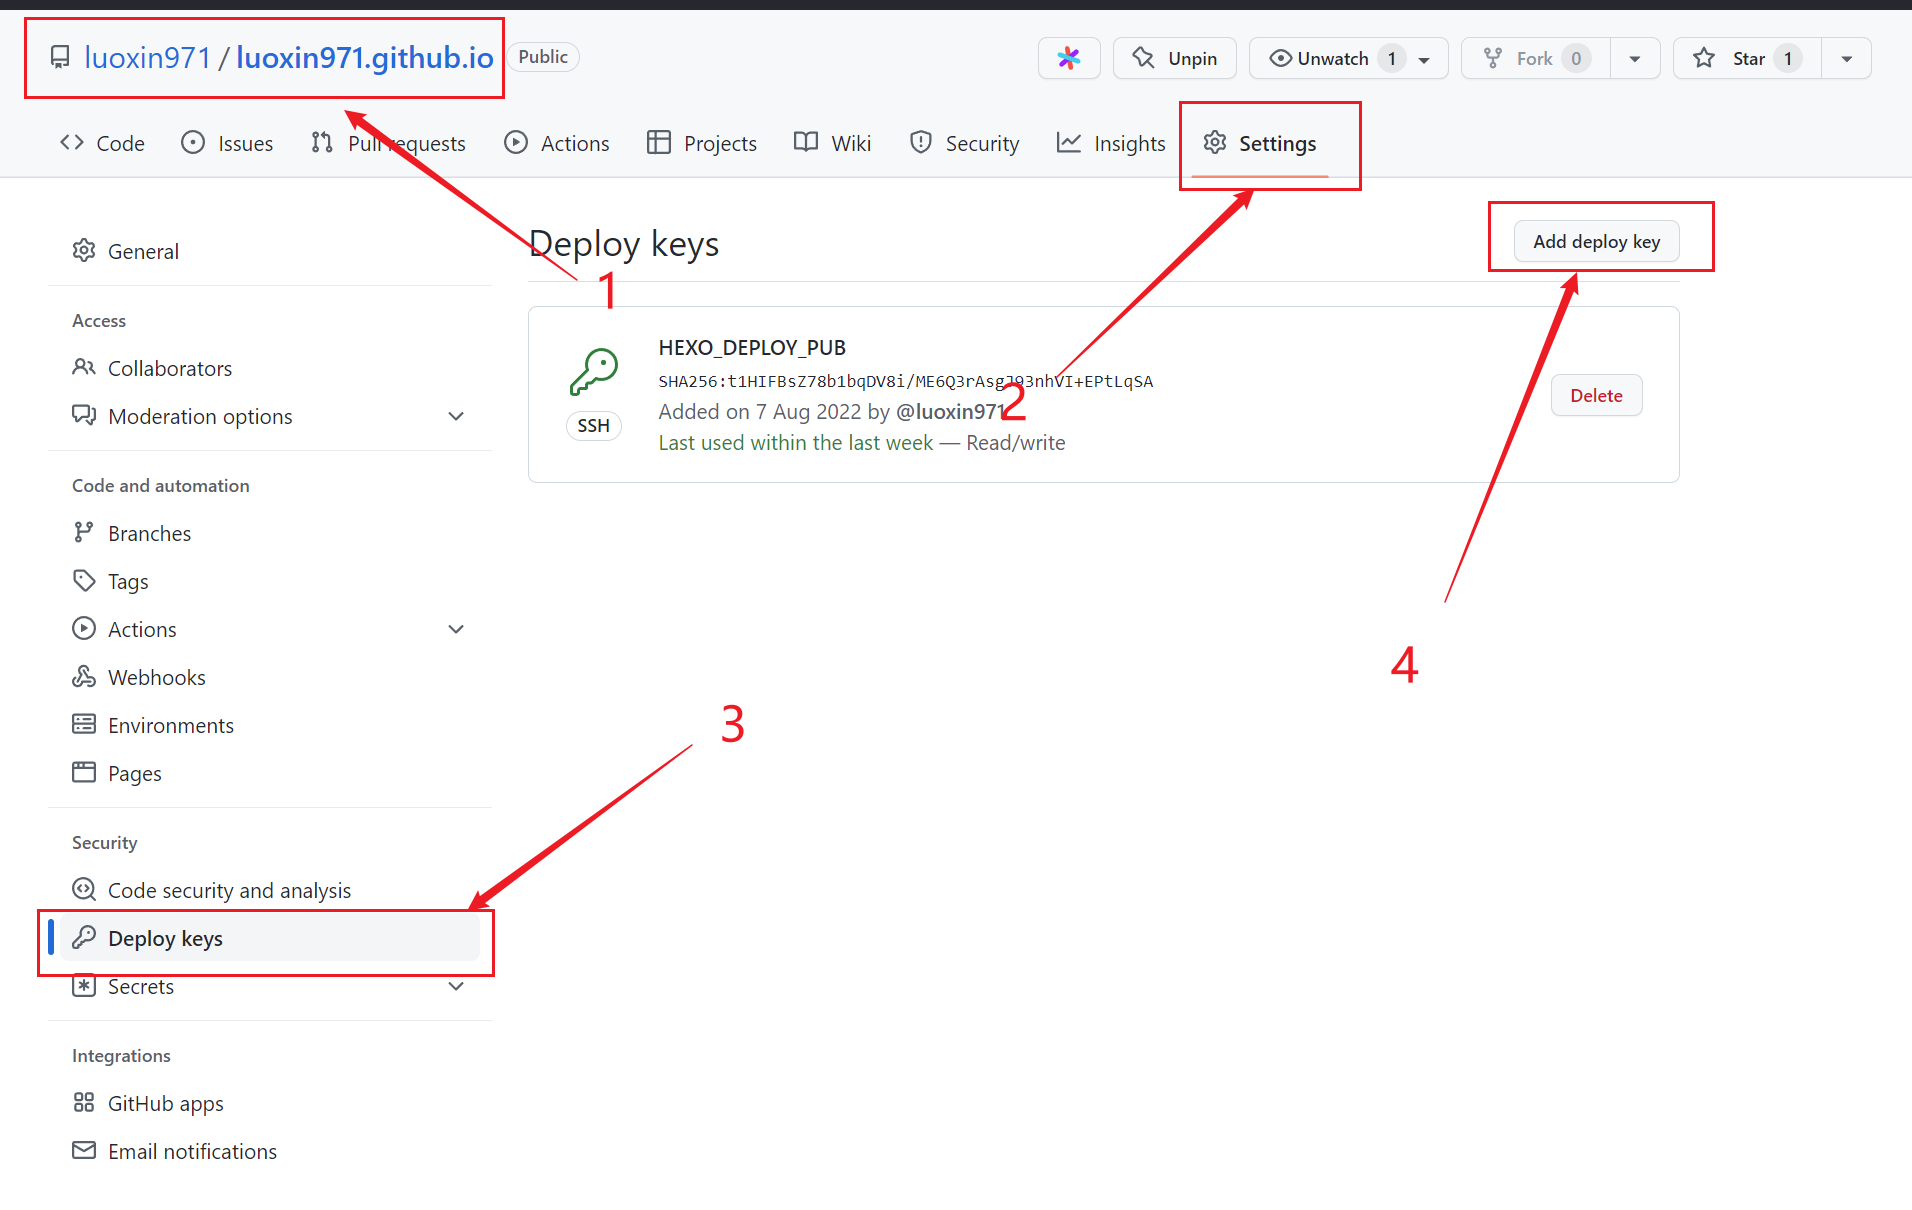 luoxin971 / luoxin971.github.io Public
Unpin Unwatch 1 Fork 0 Star 1
Code Issues Pull requests Actions Projects Wiki Security Insights Settings
General
Access
Collaborators
Moderation options
Code and automation
Branches
Tags
Actions
Webhooks
Environments
Pages
Security
Code security and analysis
Deploy keys
Secrets
Integrations
GitHub apps
Email notifications
Deploy keys
Add deploy key
1
HEXO_DEPLOY_PUB
SHA256:t1HIFBsZ78b1bqDV8i/ME6Q3rAsgJ93nhVI+EPtLqSA
Added on 7 Aug 2022 by @luoxin971
Last used within the last week — Read/write
SSH
Delete
2
3
4